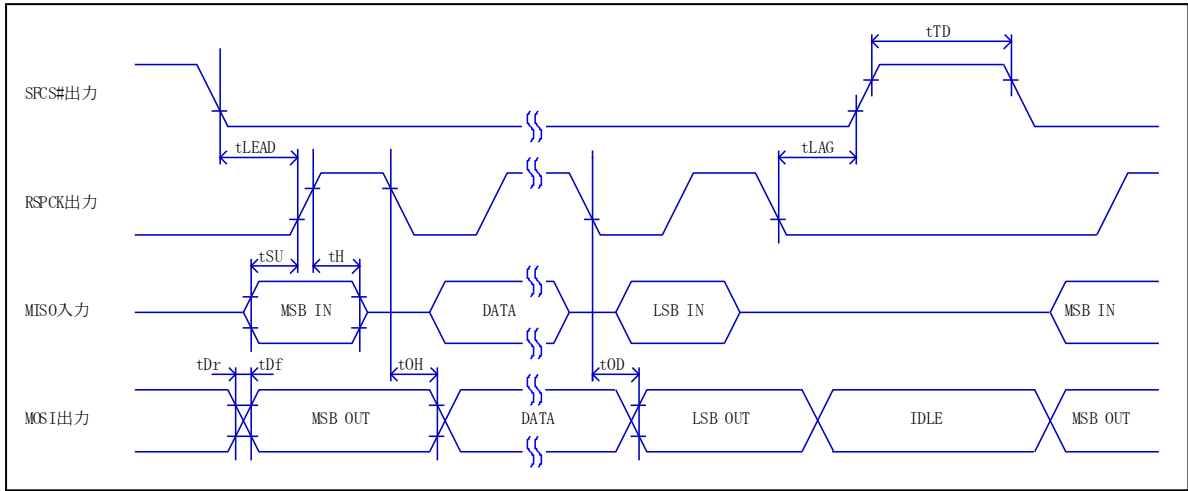 tTD
SFCS#出力
tLEAD
tLAG
RSPCK出力
tSU
tH
MISO入力
MSB IN
DATA
LSB IN
MSB IN
tDr
tDf
tOH
tOD
MOSI出力
MSB OUT
DATA
LSB OUT
IDLE
MSB OUT